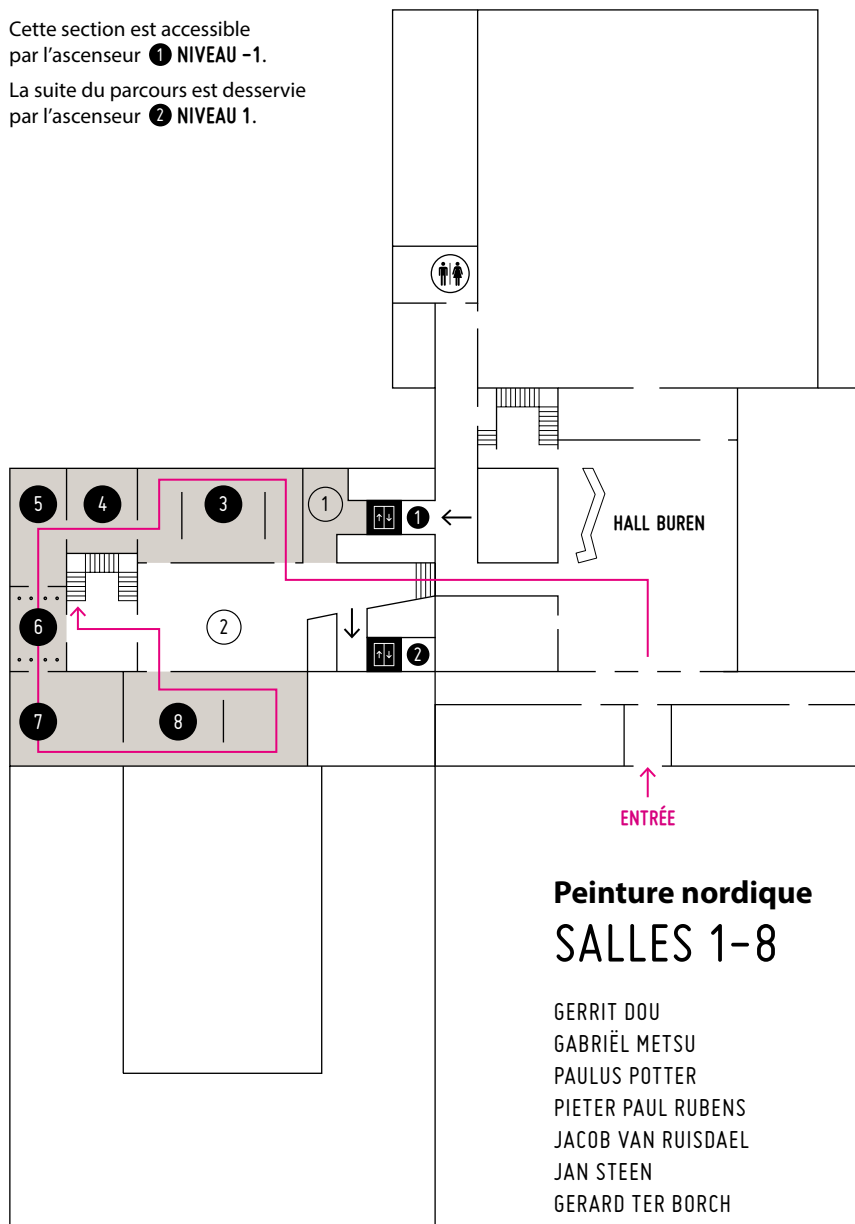 Cette section est accessible
par l'ascenseur 1 NIVEAU -1.
La suite du parcours est desservie
par l'ascenseur 2 NIVEAU 1.
5
4
3
1
1
HALL BUREN
6
2
2
7
8
ENTRÉE
Peinture nordique
SALLES 1-8
GERRIT DOU
GABRIËL METSU
PAULUS POTTER
PIETER PAUL RUBENS
JACOB VAN RUISDAEL
JAN STEEN
GERARD TER BORCH